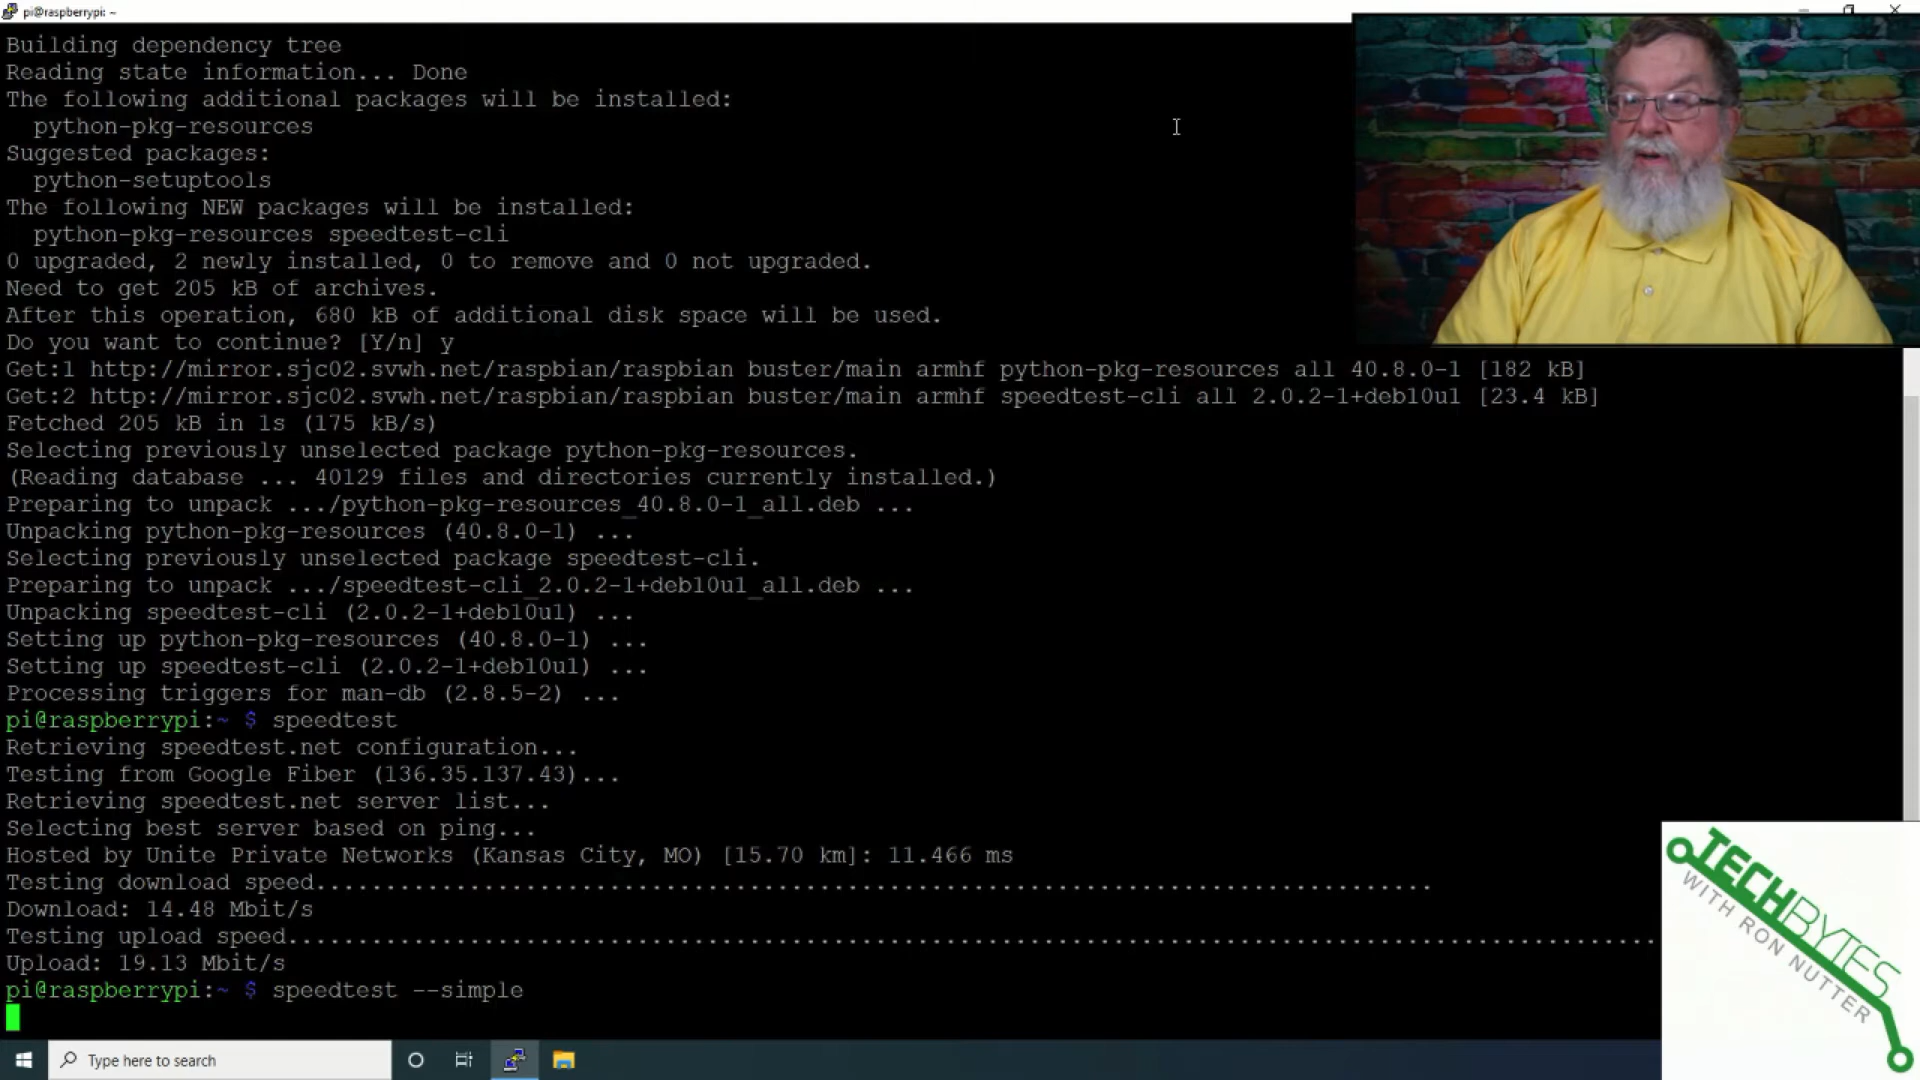 pi@raspberrypi: ~
Building dependency tree
Reading state information... Done
The following additional packages will be installed:
python-pkg-resources
Suggested packages:
python-setuptools
The following NEW packages will be installed:
python-pkg-resources speedtest-cli
0 upgraded, 2 newly installed, 0 to remove and 0 not upgraded.
Need to get 205 kB of archives.
After this operation, 680 kB of additional disk space will be used.
Do you want to continue? [Y/n] y
Get:1 http://mirror.sjc02.svwh.net/raspbian/raspbian buster/main armhf python-pkg-resources all 40.8.0-1 [182 kB]
Get:2 http://mirror.sjc02.svwh.net/raspbian/raspbian buster/main armhf speedtest-cli all 2.0.2-1+deb10u1 [23.4 kB]
Fetched 205 kB in 1s (175 kB/s)
Selecting previously unselected package python-pkg-resources.
(Reading database ... 40129 files and directories currently installed.)
Preparing to unpack .../python-pkg-resources_40.8.0-1_all.deb ...
Unpacking python-pkg-resources (40.8.0-1) ...
Selecting previously unselected package speedtest-cli.
Preparing to unpack .../speedtest-cli_2.0.2-1+deb10u1_all.deb ...
Unpacking speedtest-cli (2.0.2-1+deb10u1) ...
Setting up python-pkg-resources (40.8.0-1) ...
Setting up speedtest-cli (2.0.2-1+deb10u1) ...
Processing triggers for man-db (2.8.5-2) ...
pi@raspberrypi:~ $ speedtest
Retrieving speedtest.net configuration...
Testing from Google Fiber (136.35.137.43)...
Retrieving speedtest.net server list...
Selecting best server based on ping...
Hosted by Unite Private Networks (Kansas City, MO) [15.70 km]: 11.466 ms
Testing download speed................................................................................
Download: 14.48 Mbit/s
Testing upload speed.................................................................................................
Upload: 19.13 Mbit/s
pi@raspberrypi:~ $ speedtest --simple
TECHBYTES
WITH RON NUTTER
Type here to search